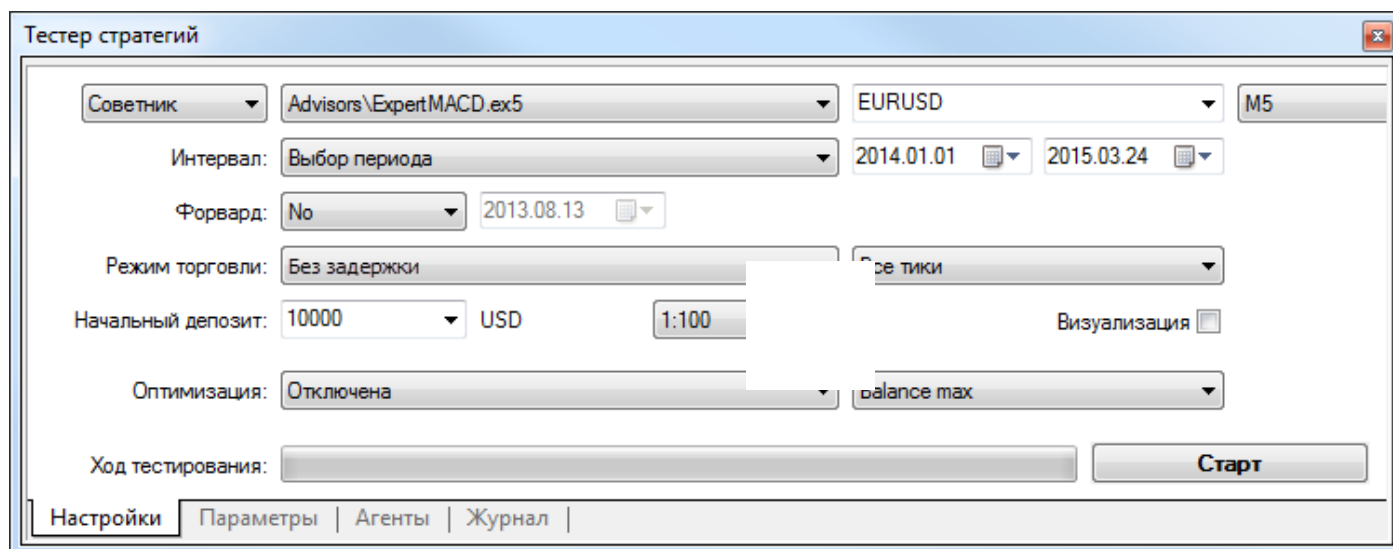 Тестер стратегий
Советник Advisors\ExpertMACD.ex5 EURUSD M5
Интервал: Выбор периода 2014.01.01 2015.03.24
Форвард: No 2013.08.13
Режим торговли: Без задержки Все тики
Начальный депозит: 10000 USD 1:100 Визуализация
Оптимизация: Отключена Balance max
Ход тестирования: Старт
Настройки Параметры Агенты Журнал